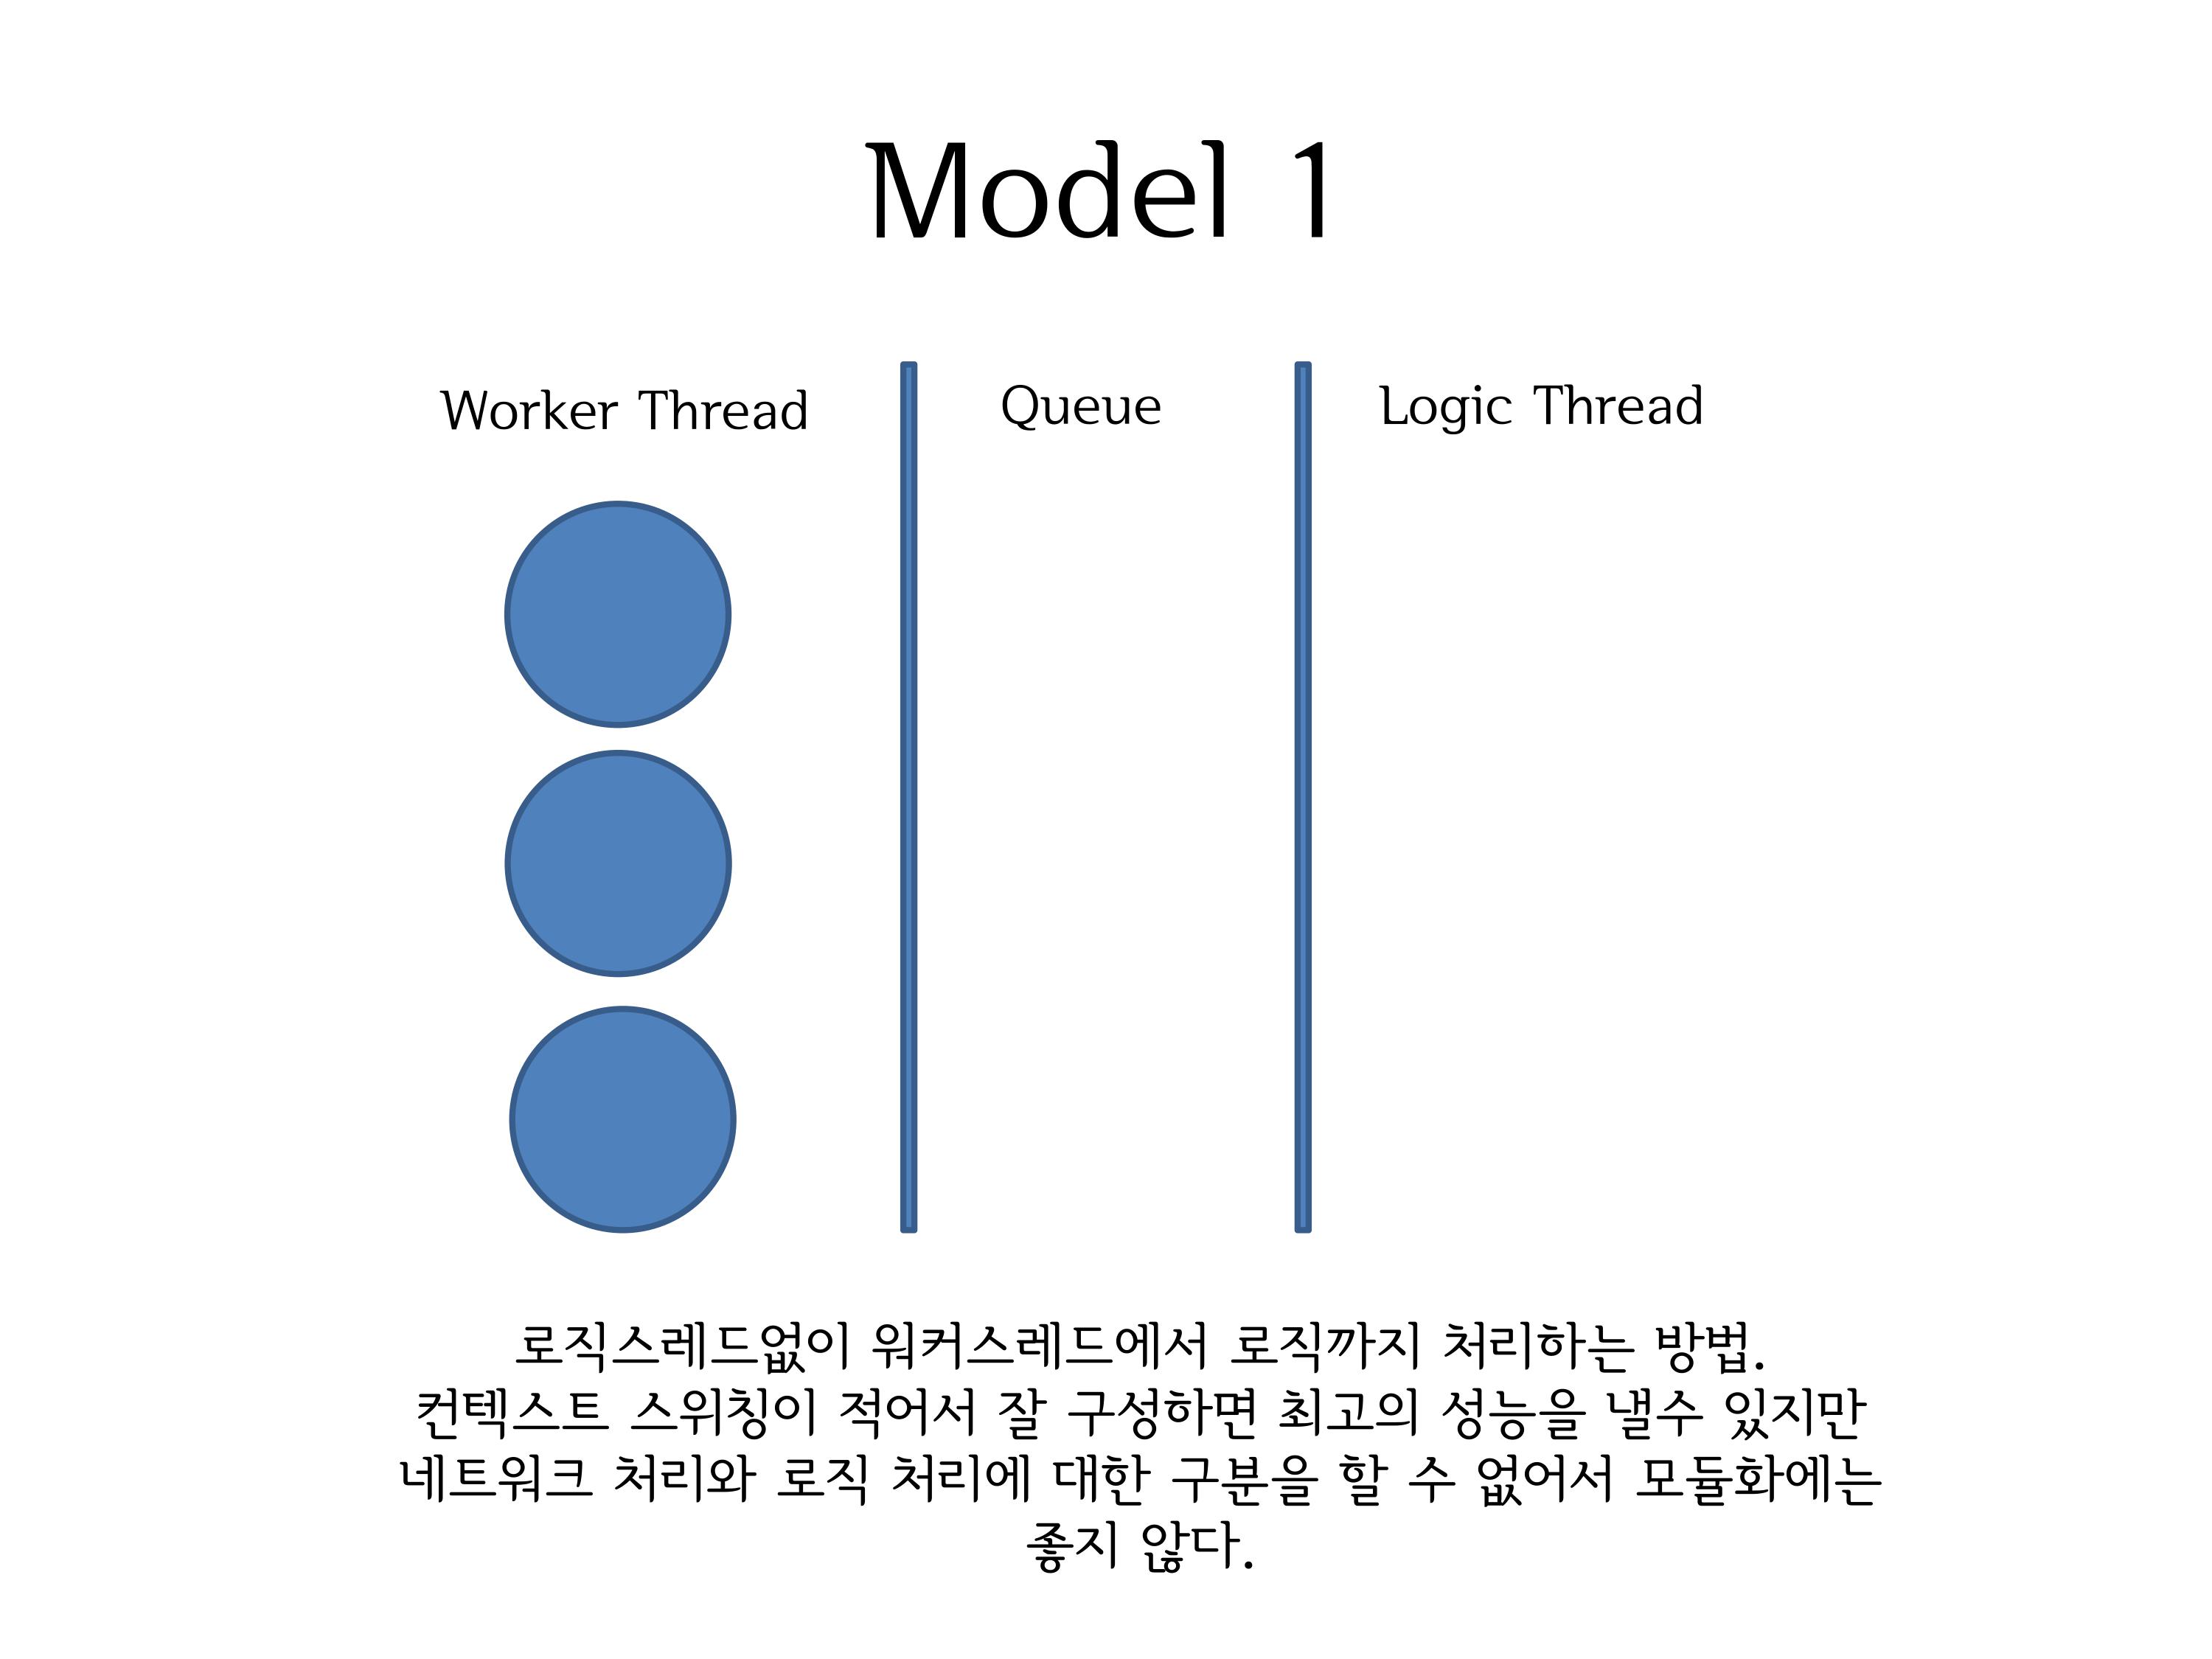 Model 1
Worker Thread
Queue
Logic Thread
로직스레드없이 워커스레드에서 로직까지 처리하는 방법.
컨텍스트 스위칭이 적어서 잘 구성하면 최고의 성능을 낼수 있지만
네트워크 처리와 로직 처리에 대한 구분을 할 수 없어서 모듈화에는
좋지 않다.